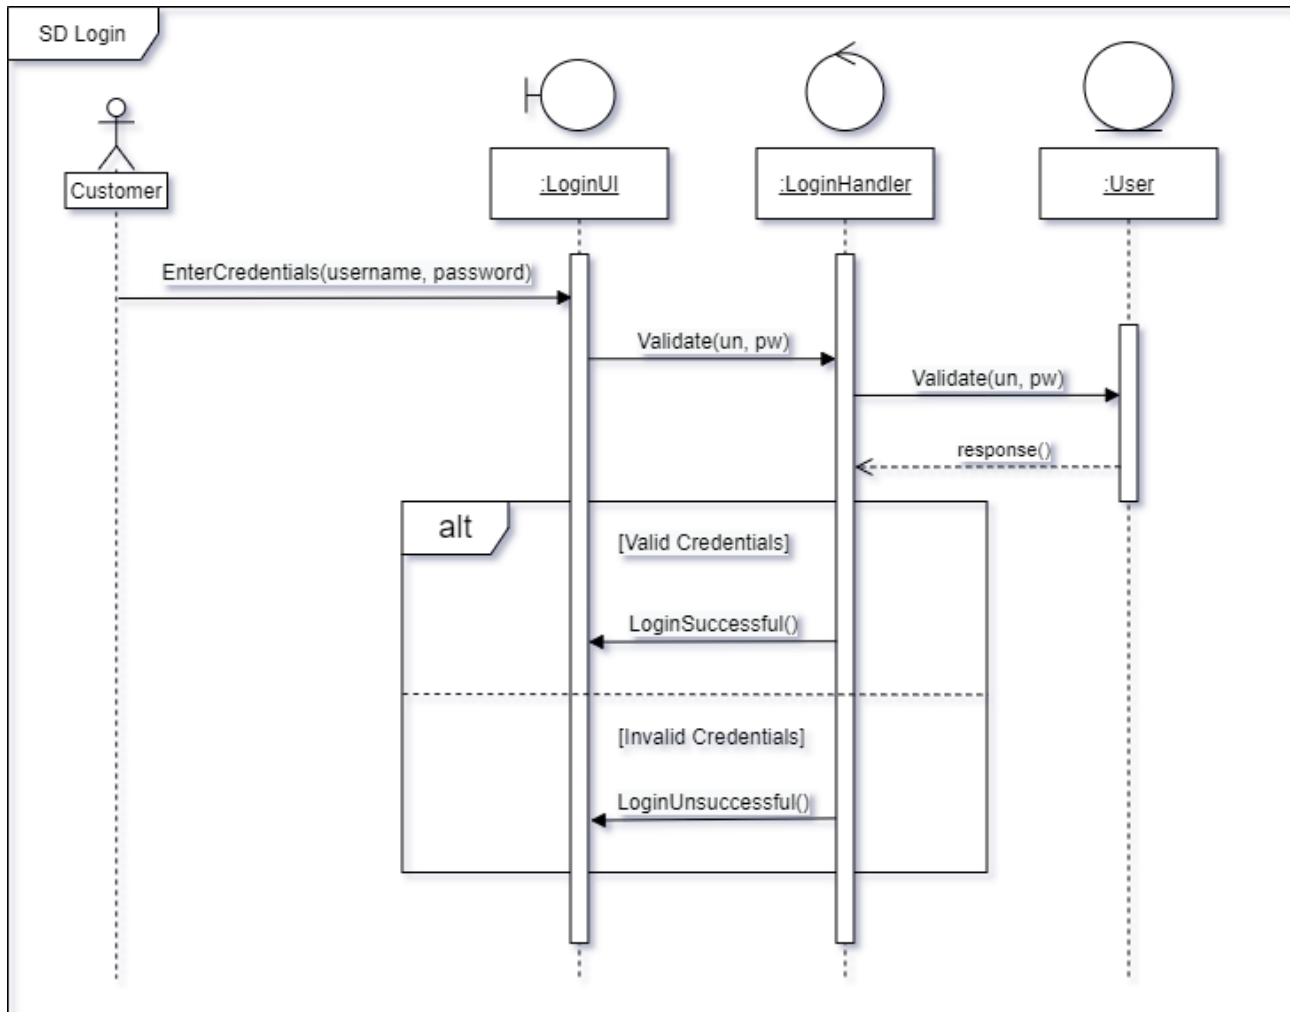 SD Login
Customer
:LoginUI
:LoginHandler
:User
EnterCredentials(username, password)
Validate(un, pw)
Validate(un, pw)
response()
alt
[Valid Credentials]
LoginSuccessful()
[Invalid Credentials]
LoginUnsuccessful()